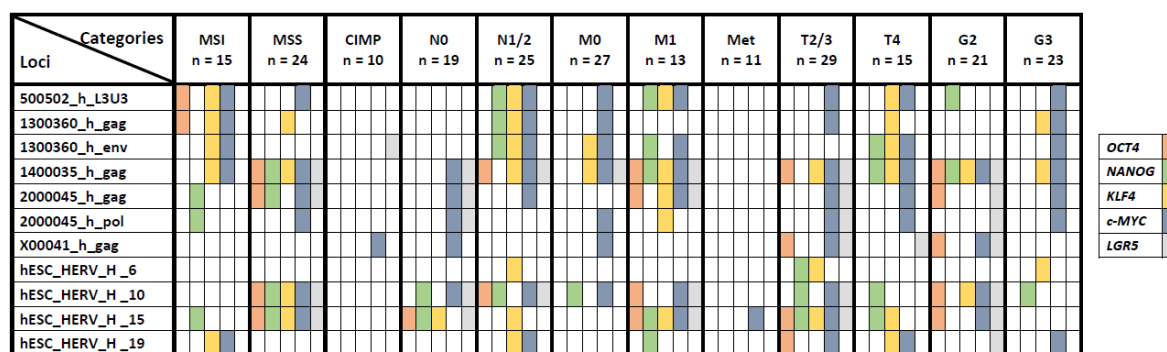 Categories MSI MSS CIMP N0 N1/2 M0 M1 Met T2/3 T4 G2 G3
Loci n = 15 n = 24 n = 10 n = 19 n = 25 n = 27 n = 13 n = 11 n = 29 n = 15 n = 21 n = 23
500502_h_L3U3
1300360_h_gag
1300360_h_env
1400035_h_gag
2000045_h_gag
2000045_h_pol
X00041_h_gag
hESC_HERV_H _6
hESC_HERV_H _10
hESC_HERV_H _15
hESC_HERV_H _19
OCT4
NANOG
KLF4
c-MYC
LGR5